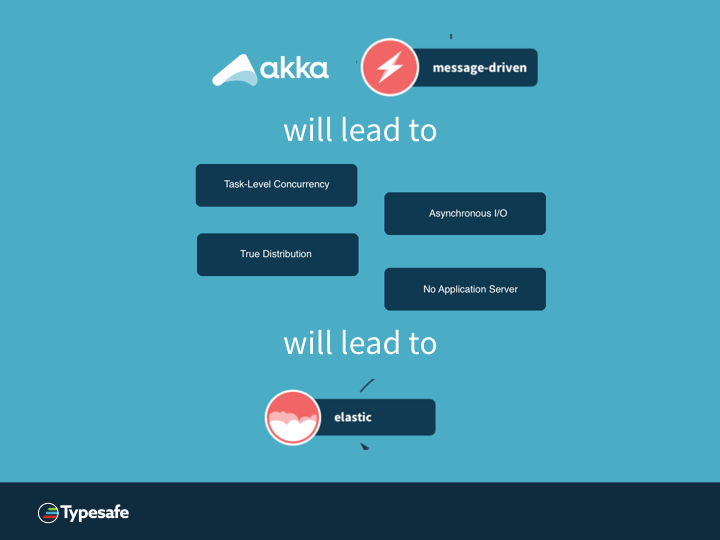 akka
message-driven
will lead to
Task-Level Concurrency
Asynchronous I/O
True Distribution
No Application Server
will lead to
elastic
Typesafe